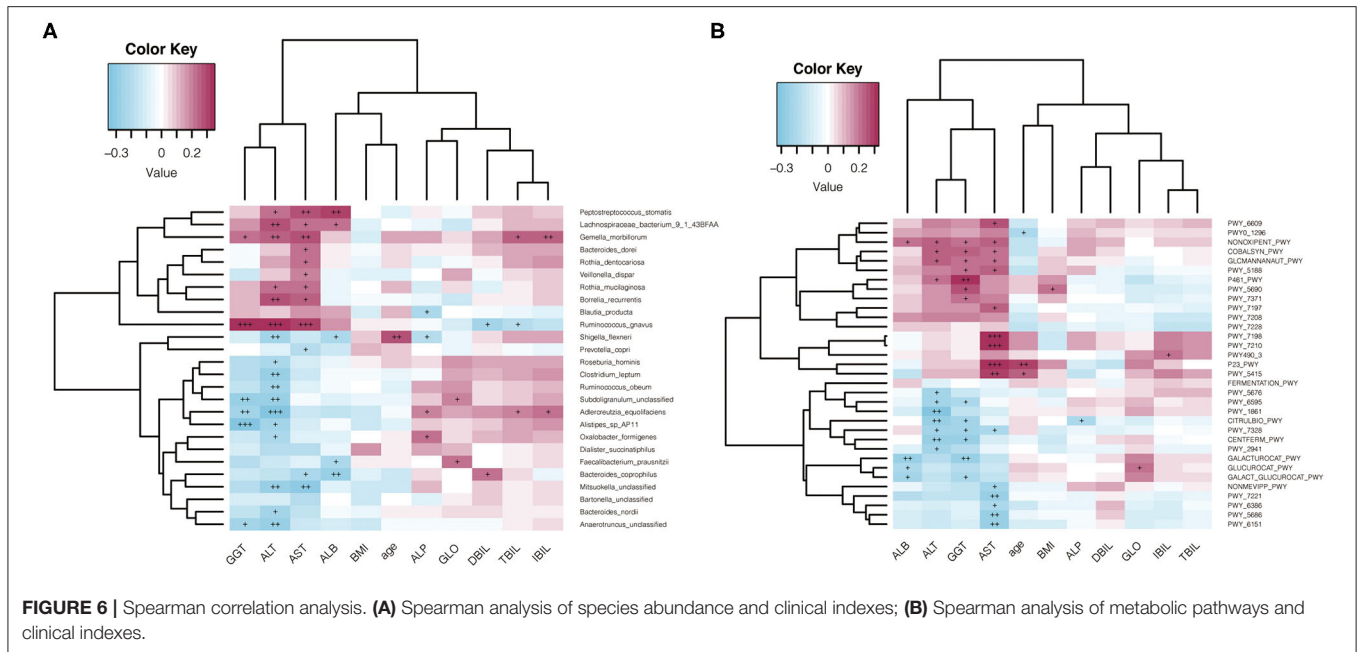 A
Color Key
−0.3 0 0.2
Value
+ ++ ++
Peptostreptococcus_stomatis
++ + +
Lachnospiraceae_bacterium_9_1_43BFAA
+ ++ ++ + ++
Gemella_morbillorum
+
Bacteroides_dorei
+
Rothia_dentocariosa
+
Veillonella_dispar
+ +
Rothia_mucilaginosa
++ +
Borrelia_recurrentis
+
Blautia_producta
+++ +++ +++ + +
Ruminococcus_gnavus
++ + ++ +
Shigella_flexneri
+
Prevotella_copri
+
Roseburia_hominis
++
Clostridium_leptum
++
Ruminococcus_obeum
++ ++ +
Subdoligranulum_unclassified
++ +++ + + +
Adlercreutzia_equolifaciens
+++ +
Alistipes_sp_AP11
+ +
Oxalobacter_formigenes
Dialister_succinatiphilus
+ +
Faecalibacterium_prausnitzii
+ ++ +
Bacteroides_coprophilus
++ ++
Mitsuokella_unclassified
Bartonella_unclassified
+
Bacteroides_nordii
+ ++
Anaerotruncus_unclassified
GGT ALT AST ALB BMI age ALP GLO DBIL TBIL IBIL
B
Color Key
−0.3 0 0.2
Value
+
PWY_6609
+
PWY0_1296
+ + + +
NONOXIPENT_PWY
+ + +
COBALSYN_PWY
+ + +
GLCMANNANAUT_PWY
+ +
PWY_5188
+ ++
P461_PWY
+ +
PWY_5690
+
PWY_7371
+
PWY_7197
PWY_7208
PWY_7228
+++
PWY_7198
+++
PWY_7210
+
PWY490_3
+++ ++
P23_PWY
++ +
PWY_5415
FERMENTATION_PWY
+
PWY_5676
+ +
PWY_6595
++
PWY_1861
++ + +
CITRULBIO_PWY
+ + +
PWY_7328
++ +
CENTFERM_PWY
+
PWY_2941
++ ++
GALACTUROCAT_PWY
+ +
GLUCUROCAT_PWY
+ +
GALACT_GLUCUROCAT_PWY
+
NONMEVIPP_PWY
++
PWY_7221
+
PWY_6386
++
PWY_5686
++
PWY_6151
ALB ALT GGT AST age BMI ALP DBIL GLO IBIL TBIL
FIGURE 6 | Spearman correlation analysis. (A) Spearman analysis of species abundance and clinical indexes; (B) Spearman analysis of metabolic pathways and
clinical indexes.